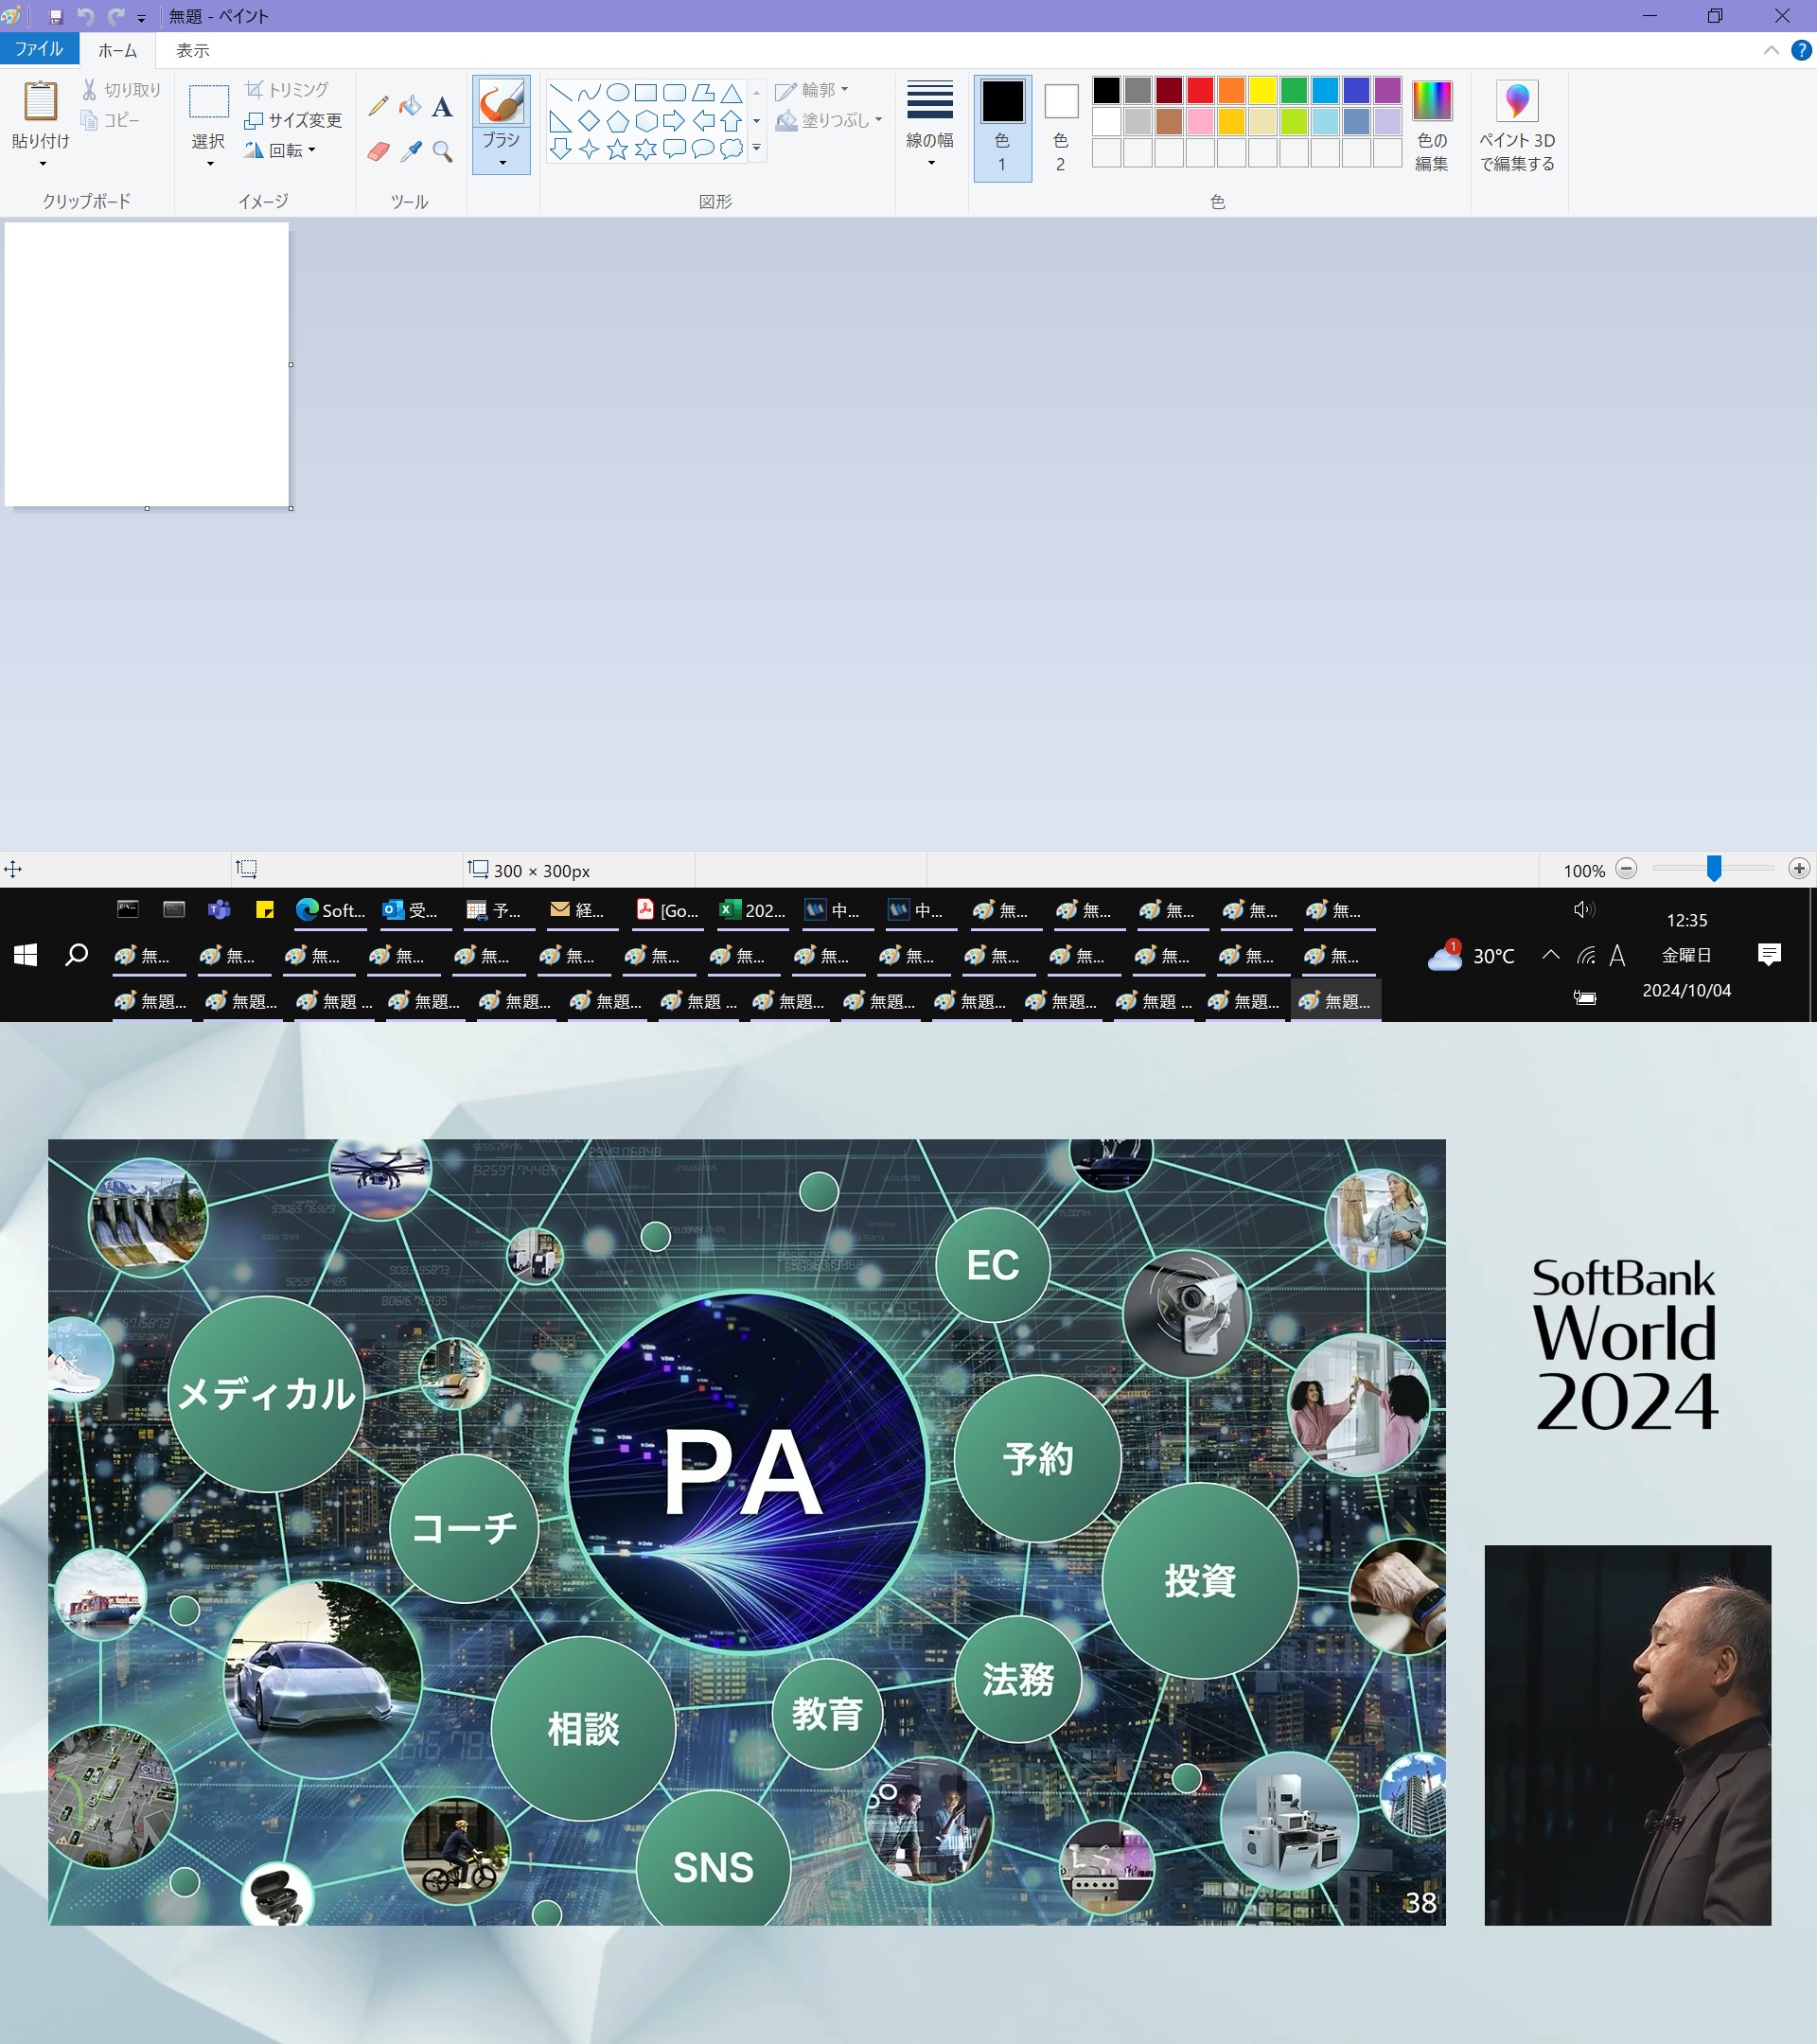 無題 - ペイント
ファイル ホーム 表示
貼り付け
切り取り
コピー
クリップボード
選択
トリミング
サイズ変更
回転
イメージ
A
ツール
ブラシ
輪郭
塗りつぶし
図形
線の幅
色
1
色
2
色の
編集
色
ペイント 3D
で編集する
300 × 300px
100%
Soft... 受... 予... 経... [Go... 202... 中... 中... 無... 無... 無... 無... 無...
無... 無... 無... 無... 無... 無... 無... 無... 無... 無... 無... 無... 無... 無... 無...
無題... 無題... 無題 ... 無題... 無題... 無題... 無題 ... 無題... 無題... 無題... 無題... 無題 ... 無題... 無題...
1
30°C
A
12:35
金曜日
2024/10/04
EC
メディカル
PA
予約
コーチ
投資
法務
教育
相談
SNS
38
SoftBank
World
2024